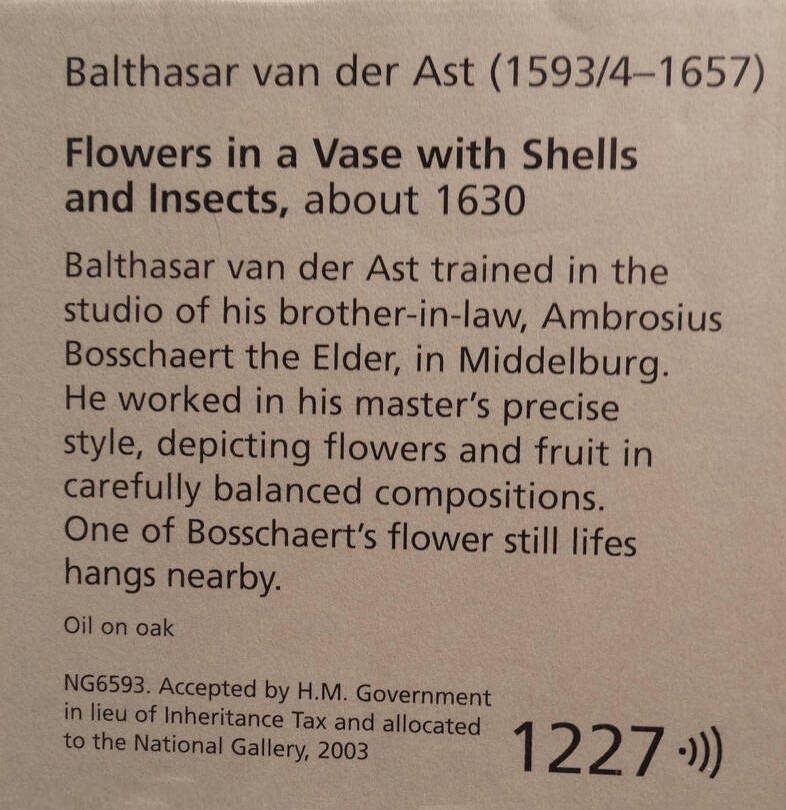 Balthasar van der Ast (1593/4–1657)
Flowers in a Vase with Shells
and Insects, about 1630
Balthasar van der Ast trained in the
studio of his brother-in-law, Ambrosius
Bosschaert the Elder, in Middelburg.
He worked in his master's precise
style, depicting flowers and fruit in
carefully balanced compositions.
One of Bosschaert's flower still lifes
hangs nearby.
Oil on oak
NG6593. Accepted by H.M. Government
in lieu of Inheritance Tax and allocated
to the National Gallery, 2003
1227